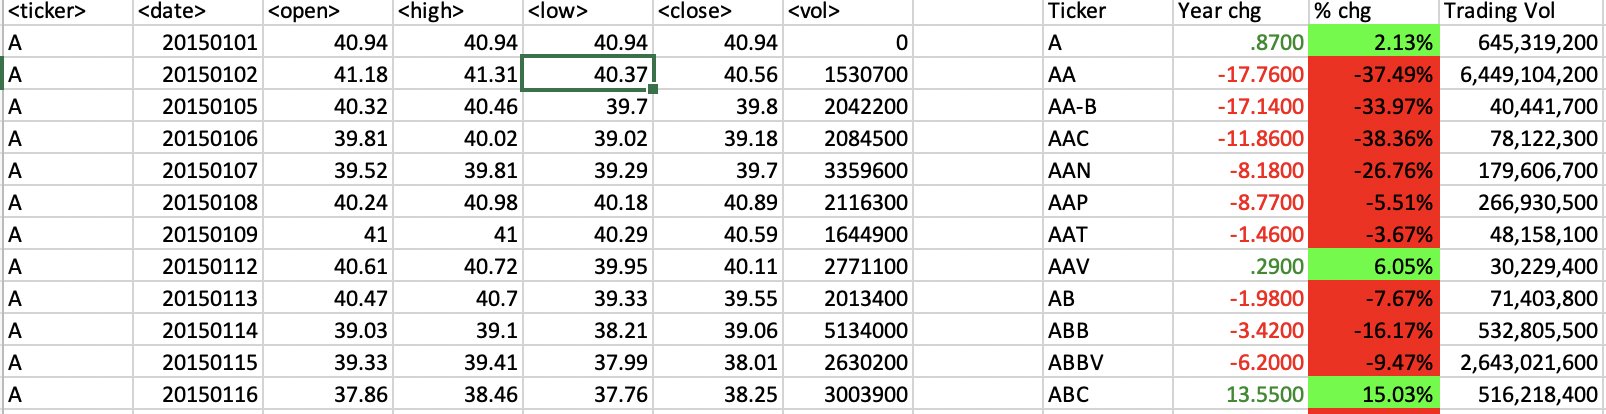 <ticker> <date> <open> <high> <low> <close> <vol> Ticker Year chg % chg Trading Vol
A 20150101 40.94 40.94 40.94 40.94 0 A .8700 2.13% 645,319,200
A 20150102 41.18 41.31 40.37 40.56 1530700 AA -17.7600 -37.49% 6,449,104,200
A 20150105 40.32 40.46 39.7 39.8 2042200 AA-B -17.1400 -33.97% 40,441,700
A 20150106 39.81 40.02 39.02 39.18 2084500 AAC -11.8600 -38.36% 78,122,300
A 20150107 39.52 39.81 39.29 39.7 3359600 AAN -8.1800 -26.76% 179,606,700
A 20150108 40.24 40.98 40.18 40.89 2116300 AAP -8.7700 -5.51% 266,930,500
A 20150109 41 41 40.29 40.59 1644900 AAT -1.4600 -3.67% 48,158,100
A 20150112 40.61 40.72 39.95 40.11 2771100 AAV .2900 6.05% 30,229,400
A 20150113 40.47 40.7 39.33 39.55 2013400 AB -1.9800 -7.67% 71,403,800
A 20150114 39.03 39.1 38.21 39.06 5134000 ABB -3.4200 -16.17% 532,805,500
A 20150115 39.33 39.41 37.99 38.01 2630200 ABBV -6.2000 -9.47% 2,643,021,600
A 20150116 37.86 38.46 37.76 38.25 3003900 ABC 13.5500 15.03% 516,218,400